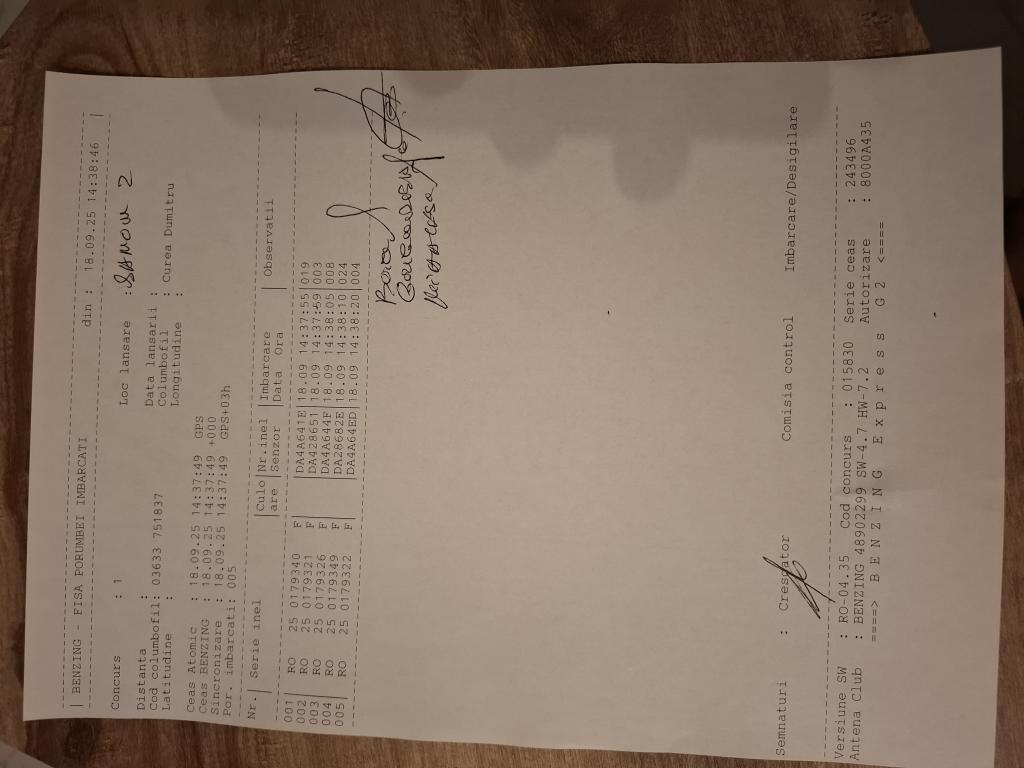 | BENZING - FISA PORUMBEI IMBARCATI din : 18.09.25 14:38:46 |
Concurs : 1 Loc lansare : SAMOUR 2
Distanta : Data lansarii :
Cod columbofil: 03633 751837 Columbofil : Curea Dumitru
Latitudine : Longitudine :
Ceas Atomic : 18.09.25 14:37:49 GPS
Ceas BENZING : 18.09.25 14:37:49 +000
Sincronizare : 18.09.25 14:37:49 GPS+03h
Por. imbarcati: 005
Nr.| Serie inel |Culo|Nr.inel |Imbarcare | Observatii
|are |Senzor |Data Ora |
001| RO 25 0179340 F |DA4A641E|18.09 14:37:55|019
002| RO 25 0179321 F |DA428651|18.09 14:37:59|003
003| RO 25 0179326 F |DA4A644F|18.09 14:38:05|008
004| RO 25 0179349 F |DA28682E|18.09 14:38:10|024
005| RO 25 0179322 F |DA4A64ED|18.09 14:38:20|004
Semnaturi : Crescator Comisia control Imbarcare/Desigilare
Versiune SW : RO-04.35 Cod concurs : 015830 Serie ceas : 243496
Antena Club : BENZING 48902299 SW-4.7 HW-7.2 Autorizare : 8000A435
====> B E N Z I N G E x p r e s s G 2 <====